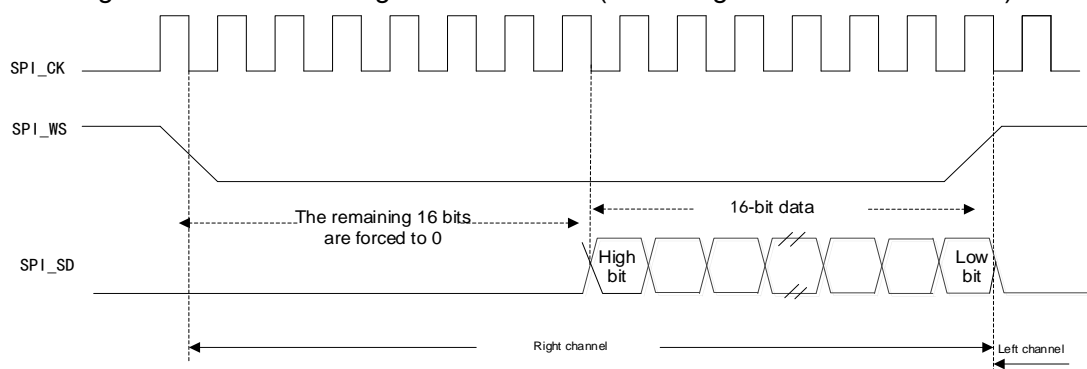 SPI_CK
SPI_WS
The remaining 16 bits
are forced to 0
16-bit data
SPI_SD
High
bit
Low
bit
Right channel
Left channel